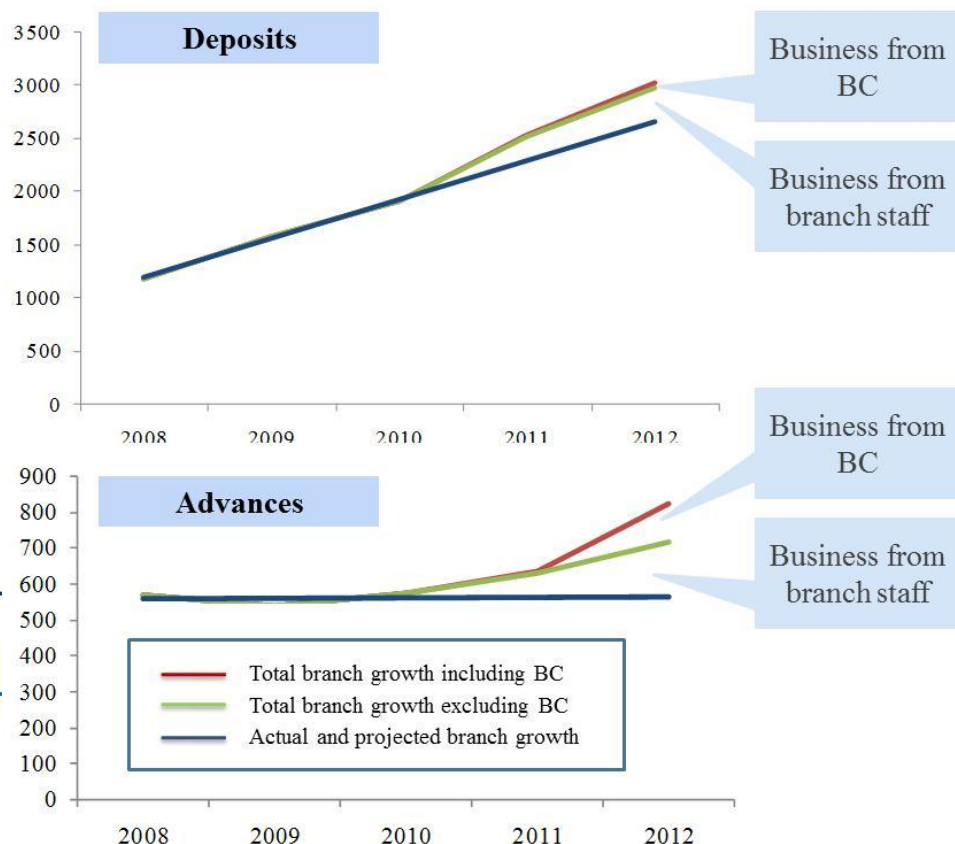 Deposits
3500
3000
2500
2000
1500
1000
500
0
2008 2009 2010 2011 2012
Business from
BC
Business from
branch staff
Advances
900
800
700
600
500
400
300
200
100
0
Total branch growth including BC
Total branch growth excluding BC
Actual and projected branch growth
2008 2009 2010 2011 2012
Business from
BC
Business from
branch staff